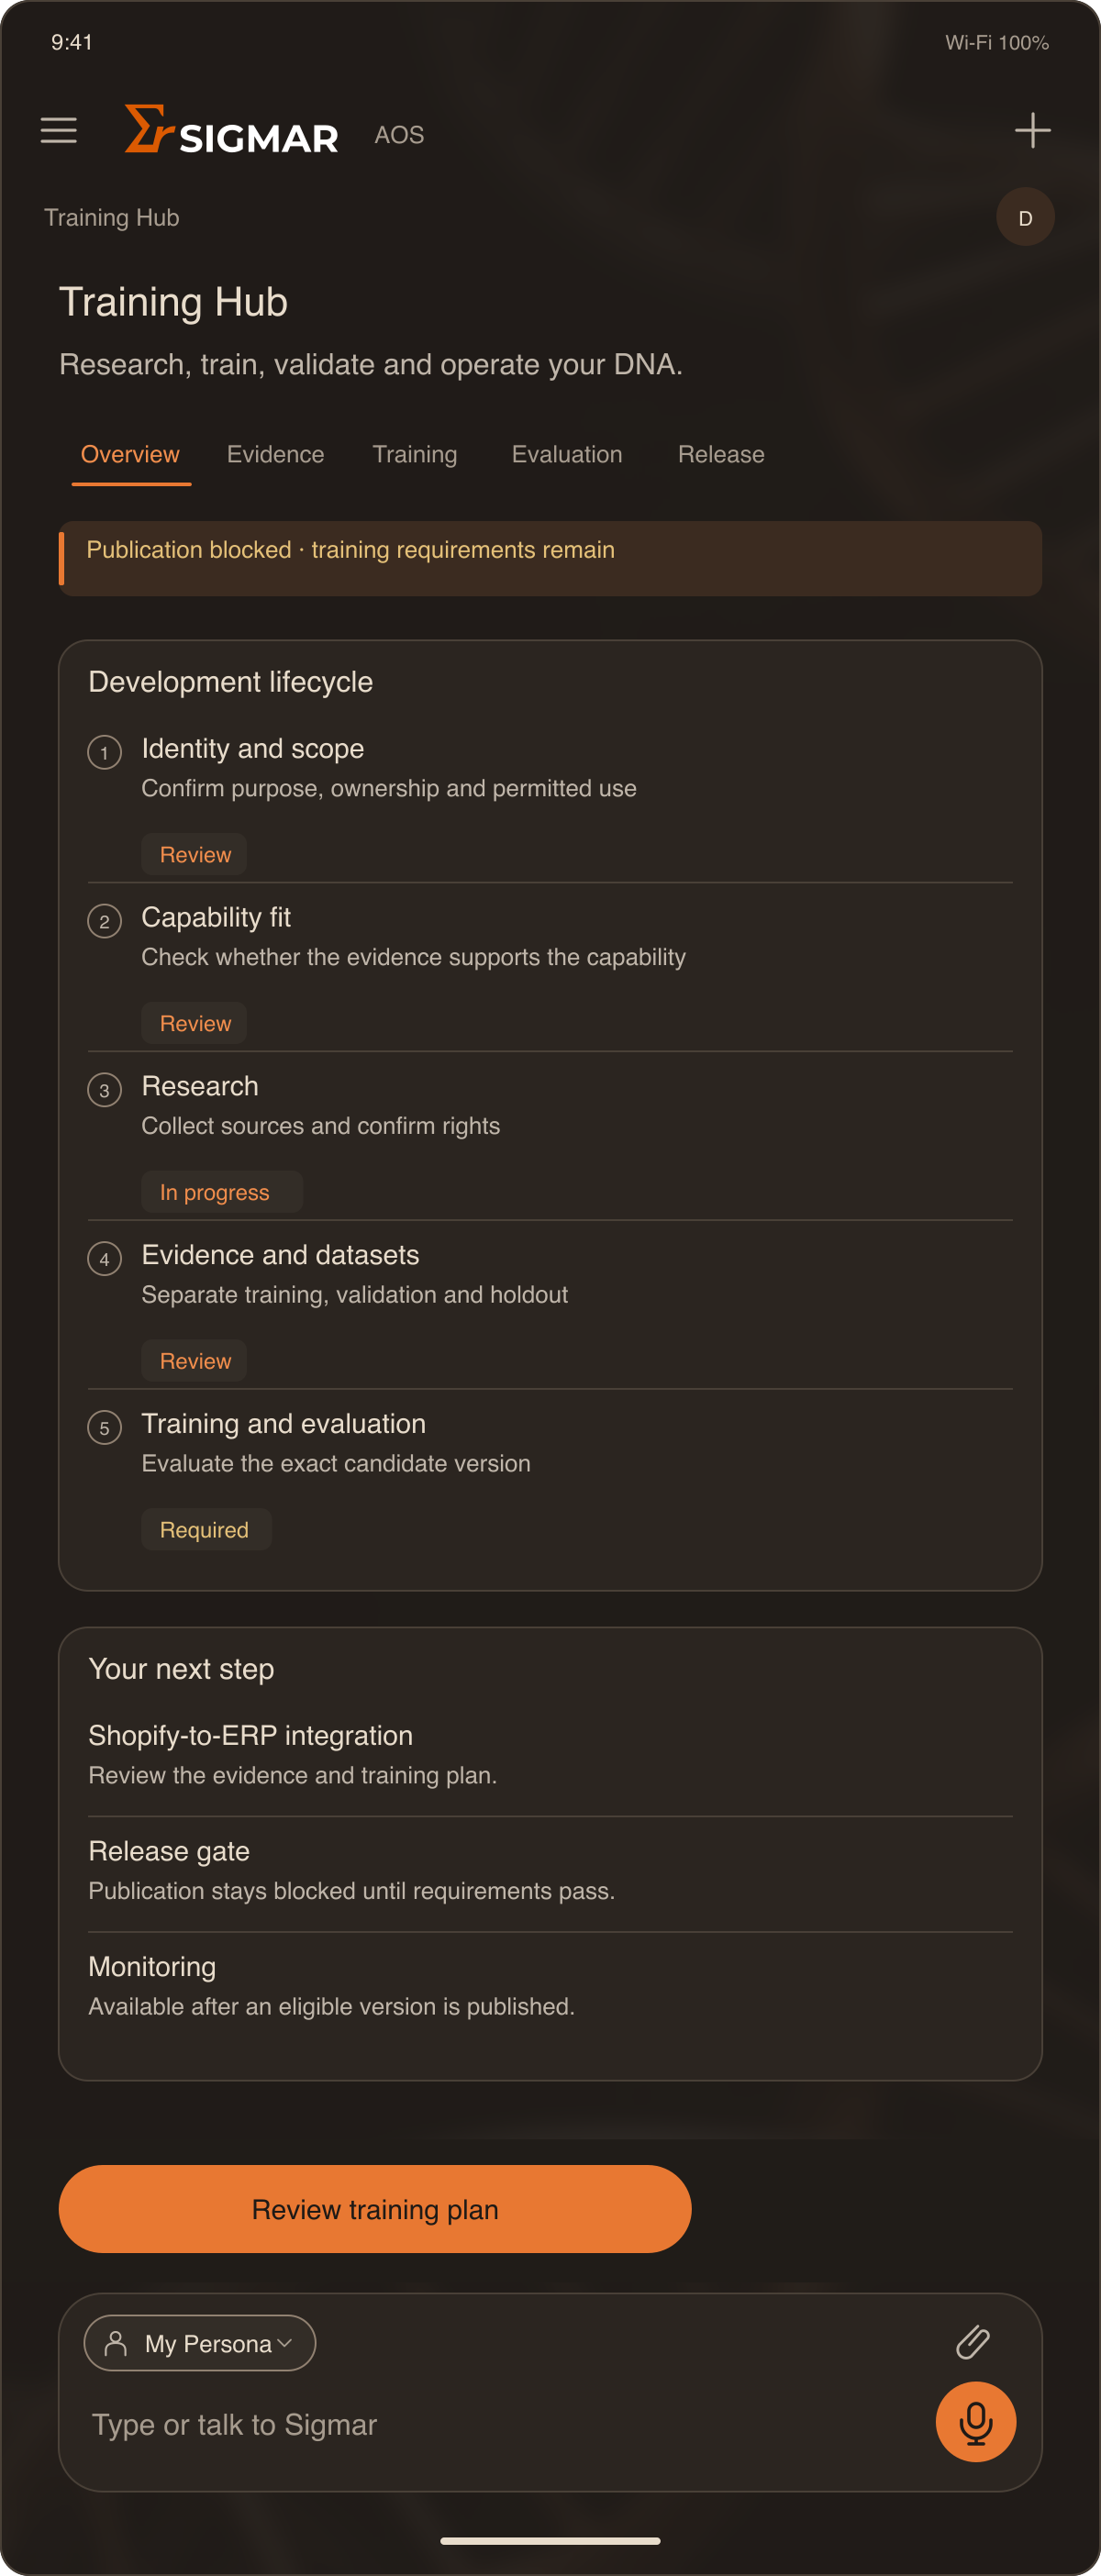 9:41
Wi-Fi 100%
Σr SIGMAR AOS
Training Hub
D
Training Hub
Research, train, validate and operate your DNA.
Overview Evidence Training Evaluation Release
Publication blocked · training requirements remain
Development lifecycle
1 Identity and scope
Confirm purpose, ownership and permitted use
Review
2 Capability fit
Check whether the evidence supports the capability
Review
3 Research
Collect sources and confirm rights
In progress
4 Evidence and datasets
Separate training, validation and holdout
Review
5 Training and evaluation
Evaluate the exact candidate version
Required
Your next step
Shopify-to-ERP integration
Review the evidence and training plan.
Release gate
Publication stays blocked until requirements pass.
Monitoring
Available after an eligible version is published.
Review training plan
My Persona
Type or talk to Sigmar